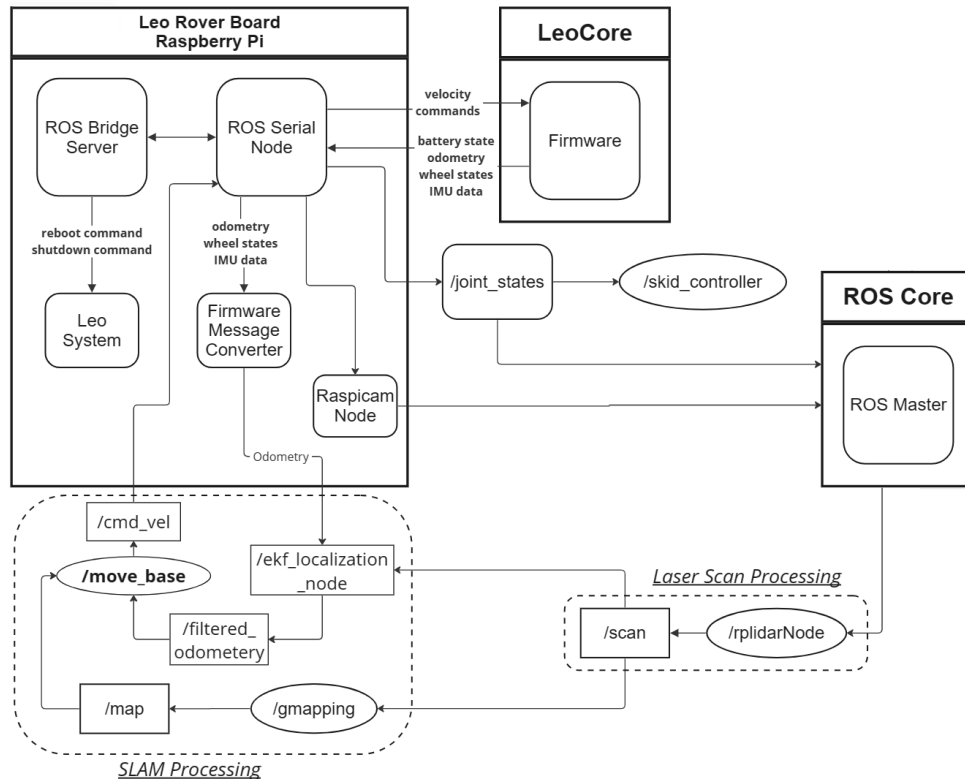 Leo Rover Board
Raspberry Pi
LeoCore
ROS Bridge
Server
ROS Serial
Node
velocity
commands
battery state
odometry
wheel states
IMU data
Firmware
reboot command
shutdown command
odometry
wheel states
IMU data
Leo
System
Firmware
Message
Converter
Raspicam
Node
/joint_states
/skid_controller
ROS Core
ROS Master
Odometry
/cmd_vel
/move_base
/ekf_localization
_node
/filtered_
odometery
/map
/gmapping
SLAM Processing
Laser Scan Processing
/scan
/rplidarNode